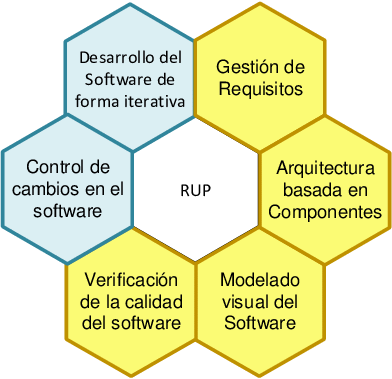 Desarrollo del
Software de
forma iterativa
Gestión de
Requisitos
Control de
cambios en el
software
RUP
Arquitectura
basada en
Componentes
Verificación
de la calidad
del software
Modelado
visual del
Software